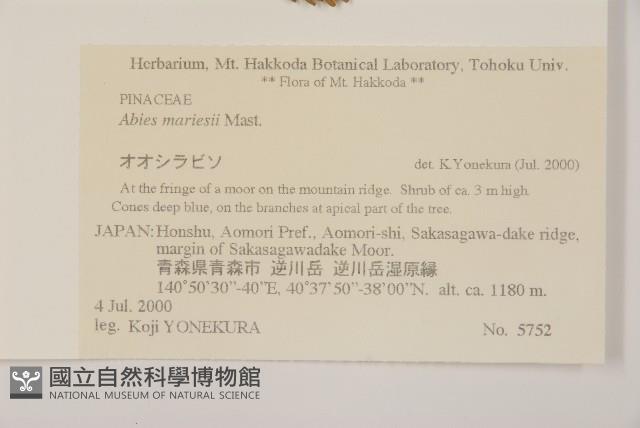 Herbarium, Mt. Hakkoda Botanical Laboratory, Tohoku Univ.
** Flora of Mt. Hakkoda **
PINACEAE
Abies mariesii Mast.
オオシラビソ det. K.Yonekura (Jul. 2000)
At the fringe of a moor on the mountain ridge. Shrub of ca. 3 m high.
Cones deep blue, on the branches at apical part of the tree.
JAPAN: Honshu, Aomori Pref., Aomori-shi, Sakasagawa-dake ridge,
margin of Sakasagawadake Moor.
青森県青森市 逆川岳 逆川岳湿原縁
140°50'30"-40"E, 40°37'50"-38'00"N. alt. ca. 1180 m.
4 Jul. 2000
leg. Koji YONEKURA No. 5752
國立自然科學博物館
NATIONAL MUSEUM OF NATURAL SCIENCE